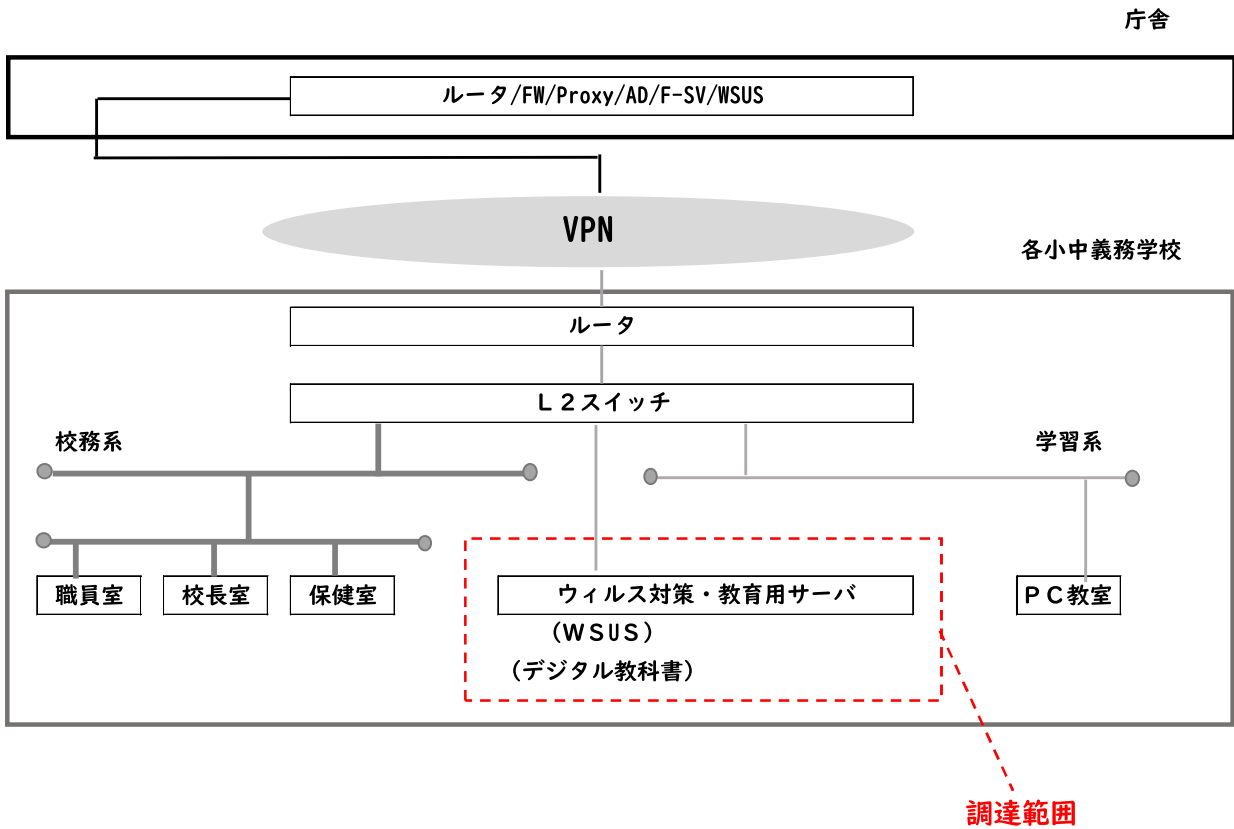 庁舎
ルータ/FW/Proxy/AD/F-SV/WSUS
VPN
各小中義務学校
ルータ
L2スイッチ
校務系
学習系
職員室
校長室
保健室
ウィルス対策・教育用サーバ
PC教室
(WSUS)
(デジタル教科書)
調達範囲